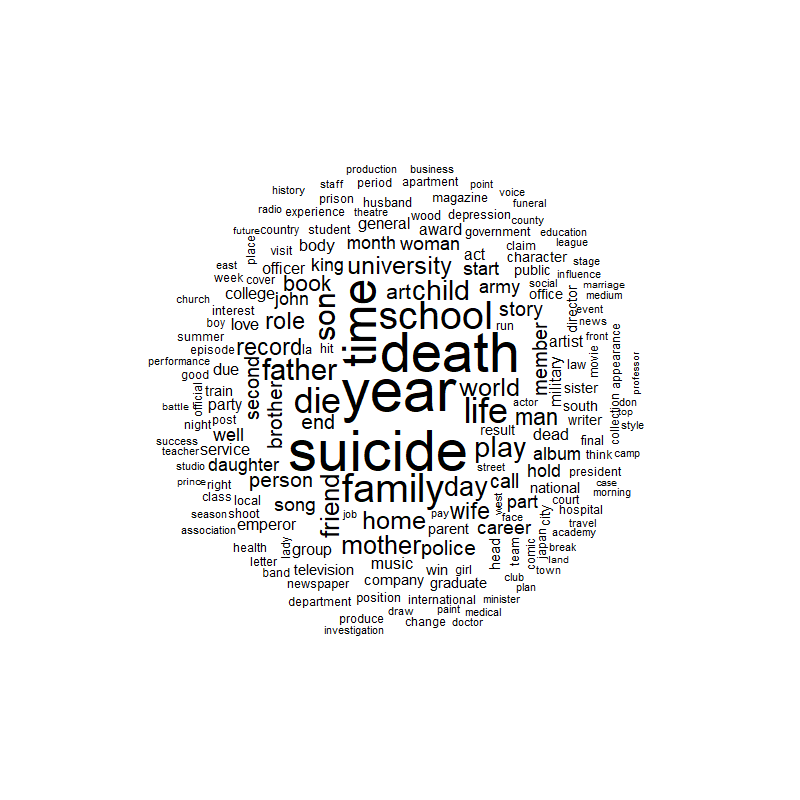 production business
staff period apartment point
history prison husband magazine voice
radio experience theatre wood depression funeral
future country student general award government county education
place visit body month woman act claim league
east officer king university start character stage
week cover book public influence
college john son time art child army social office marriage
church interest role school story director medium
boy love record la hit run event news
summer episode father death member artist front
performance good due second world military law movie appearance
official train brother die year life actor sister professor
battle party man south collection don
night post well end result dead writer top
success suicide play final style
teacher service daughter album think camp
studio person street hold president
prince right friend family day call case
class local song west part national morning
season shoot emperor job home pay wife face career city court hospital
association parent travel
health lady group mother police head team comic japan academy
letter music break
band television win girl land
newspaper company graduate club town
plan
department position international minister
draw paint medical
produce change doctor
investigation